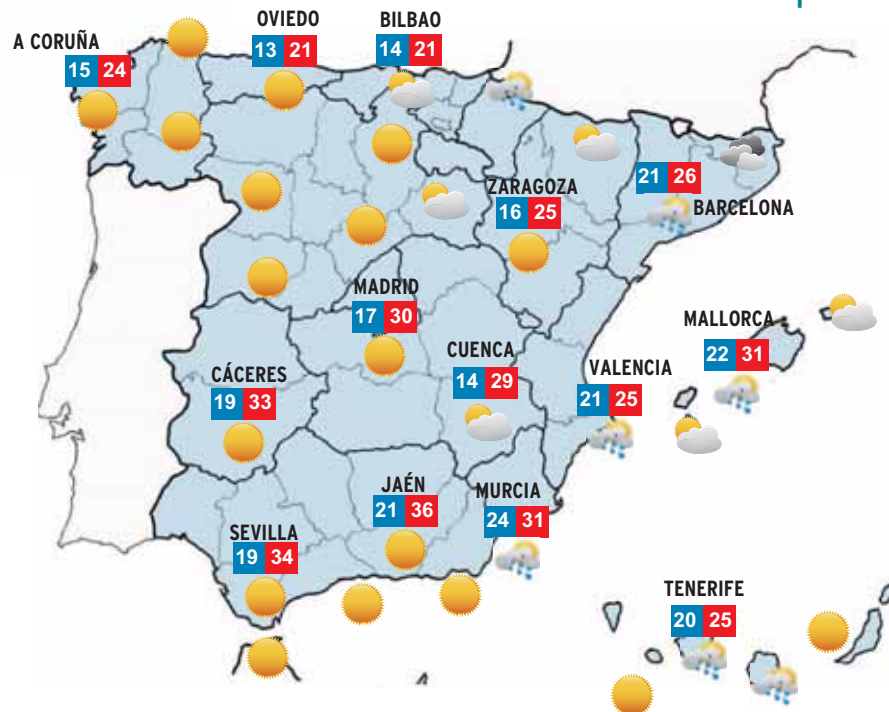 OVIEDO
13 21
BILBAO
14 21
A CORUÑA
15 24
ZARAGOZA
16 25
21 26
BARCELONA
MADRID
17 30
MALLORCA
22 31
CUENCA
14 29
VALENCIA
21 25
CÁCERES
19 33
JAÉN
21 36
MURCIA
24 31
SEVILLA
19 34
TENERIFE
20 25